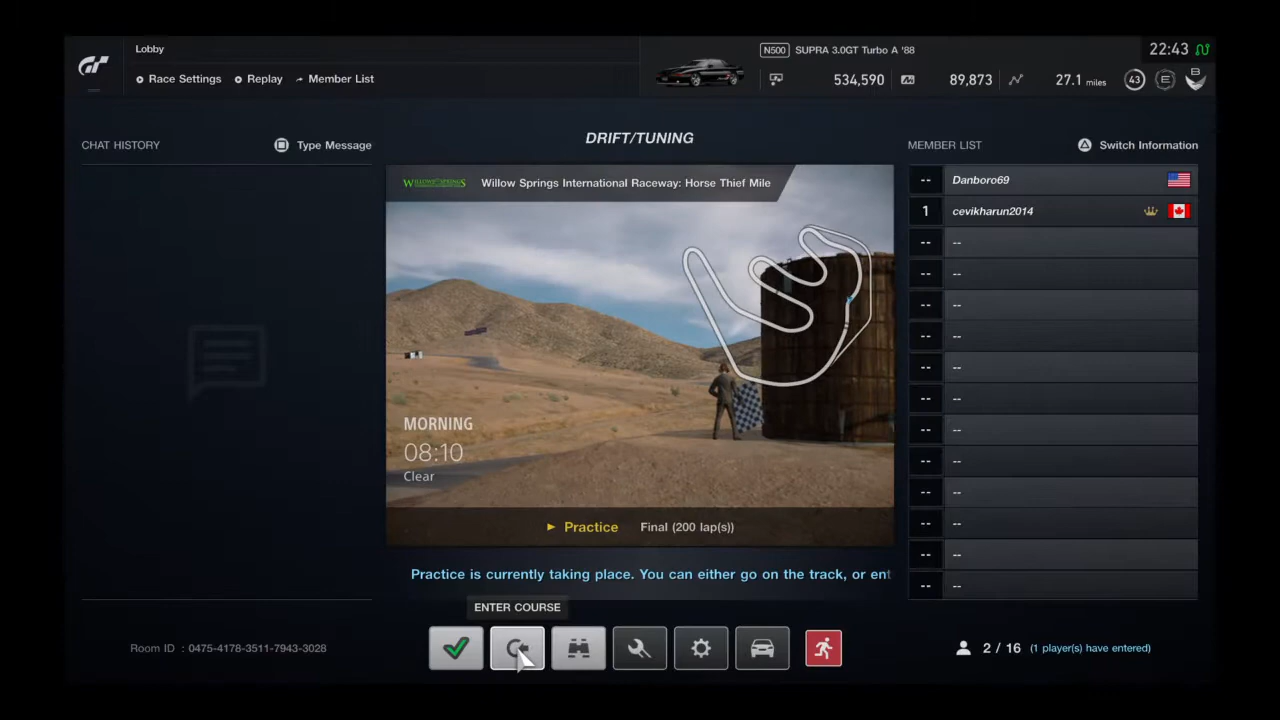 Lobby
Race Settings Replay Member List
N500 SUPRA 3.0GT Turbo A '88
22:43
534,590 89,873 27.1 miles 43 E B
CHAT HISTORY Type Message
DRIFT/TUNING
MEMBER LIST Switch Information
WILLOW SPRINGS Willow Springs International Raceway: Horse Thief Mile
-- Danboro69
1 cevikharun2014
-- --
-- --
-- --
-- --
-- --
-- --
-- --
-- --
-- --
-- --
-- --
-- --
MORNING
08:10
Clear
Practice Final (200 lap(s))
Practice is currently taking place. You can either go on the track, or ent
ENTER COURSE
Room ID : 0475-4178-3511-7943-3028
2 / 16 (1 player(s) have entered)